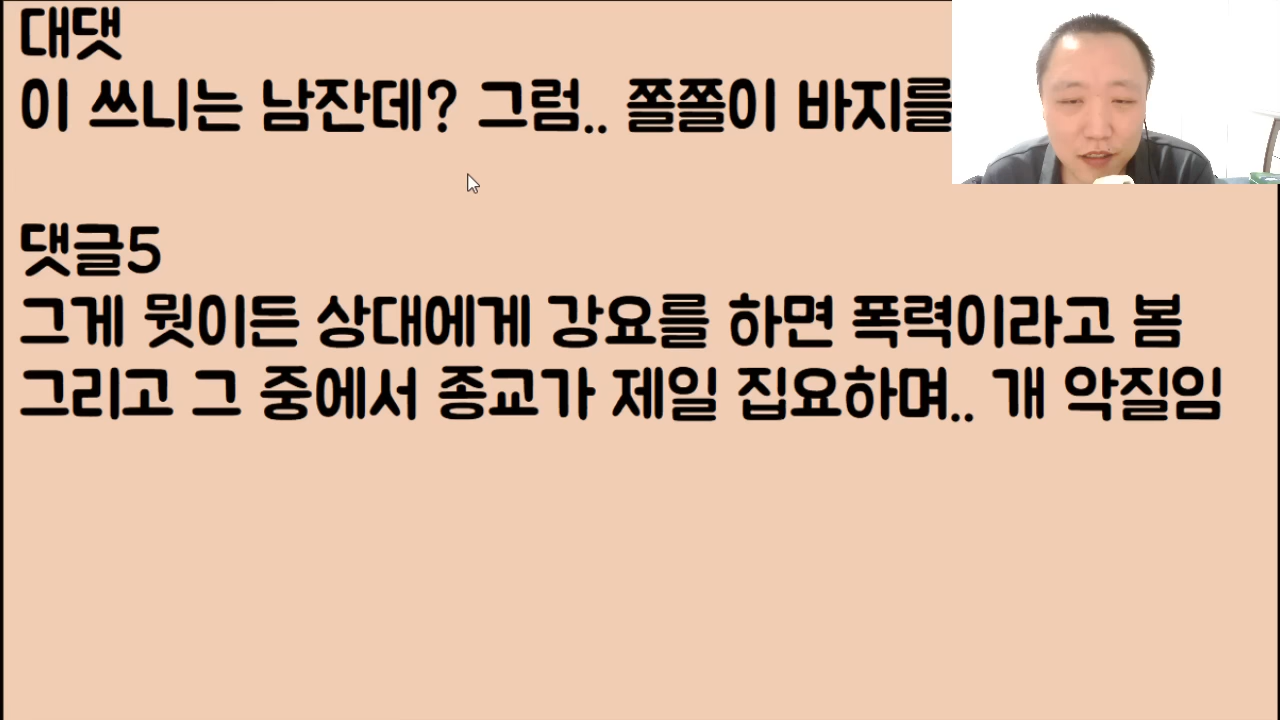 대댓
이 쓰니는 남잔데? 그럼.. 쫄쫄이 바지를
댓글5
그게 뭣이든 상대에게 강요를 하면 폭력이라고 봄
그리고 그 중에서 종교가 제일 집요하며.. 개 악질임